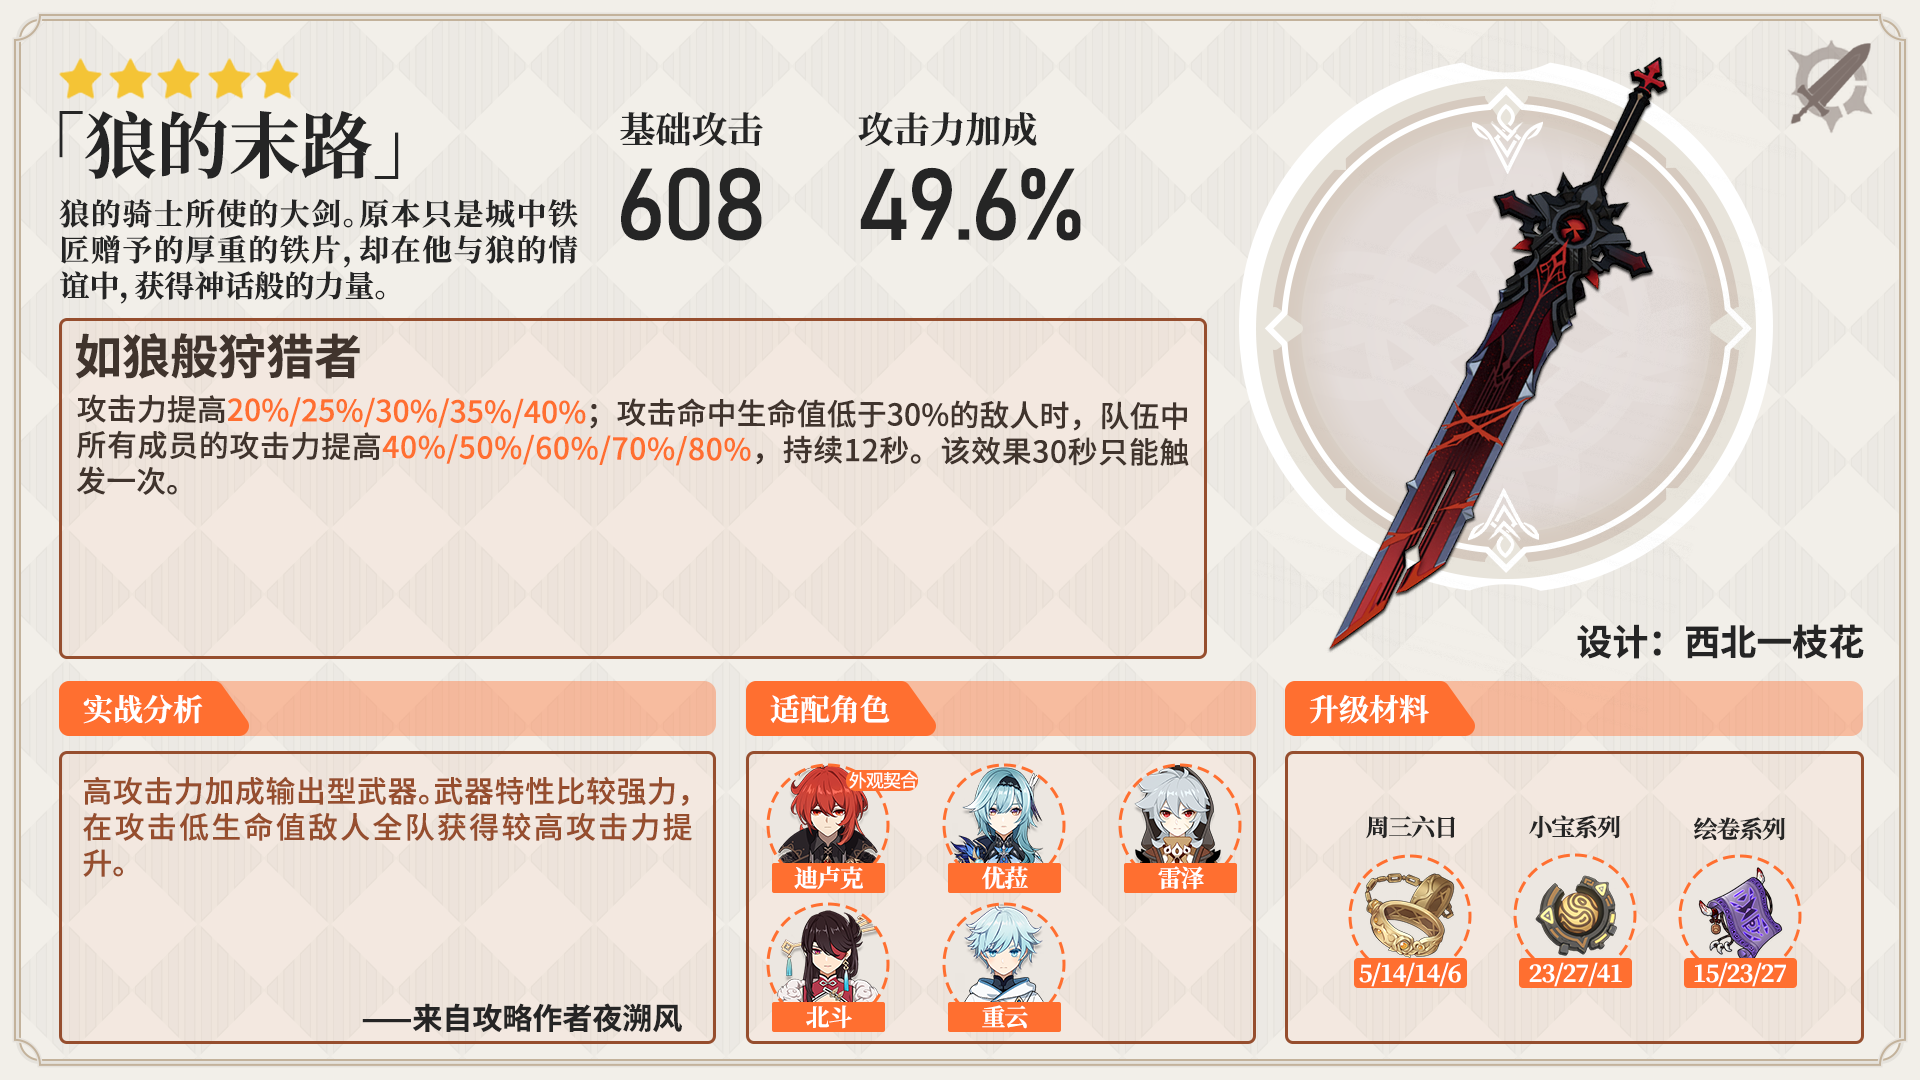 「狼的末路」
狼的骑士所使的大剑。原本只是城中铁
匠赠予的厚重的铁片，却在他与狼的情
谊中，获得神话般的力量。
基础攻击
608
攻击力加成
49.6%
如狼般狩猎者
攻击力提高20%/25%/30%/35%/40%；攻击命中生命值低于30%的敌人时，队伍中
所有成员的攻击力提高40%/50%/60%/70%/80%，持续12秒。该效果30秒只能触
发一次。
设计：西北一枝花
实战分析
高攻击力加成输出型武器。武器特性比较强力，
在攻击低生命值敌人全队获得较高攻击力提
升。
——来自攻略作者夜溯风
适配角色
外观契合
迪卢克
优菈
雷泽
北斗
重云
升级材料
周三六日
小宝系列
绘卷系列
5/14/14/6
23/27/41
15/23/27